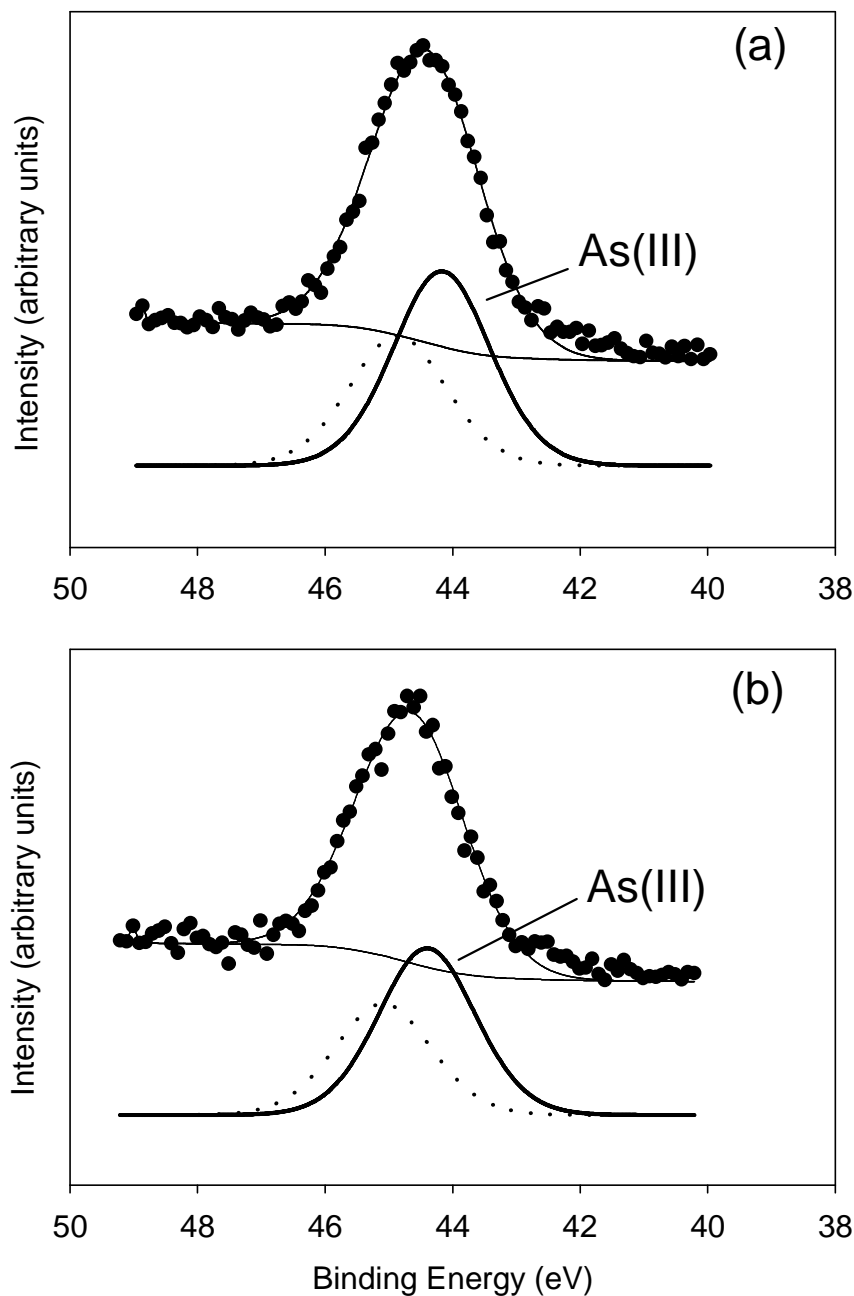 (a)
Intensity (arbitrary units)
As(III)
50 48 46 44 42 40 38
(b)
Intensity (arbitrary units)
As(III)
50 48 46 44 42 40 38
Binding Energy (eV)